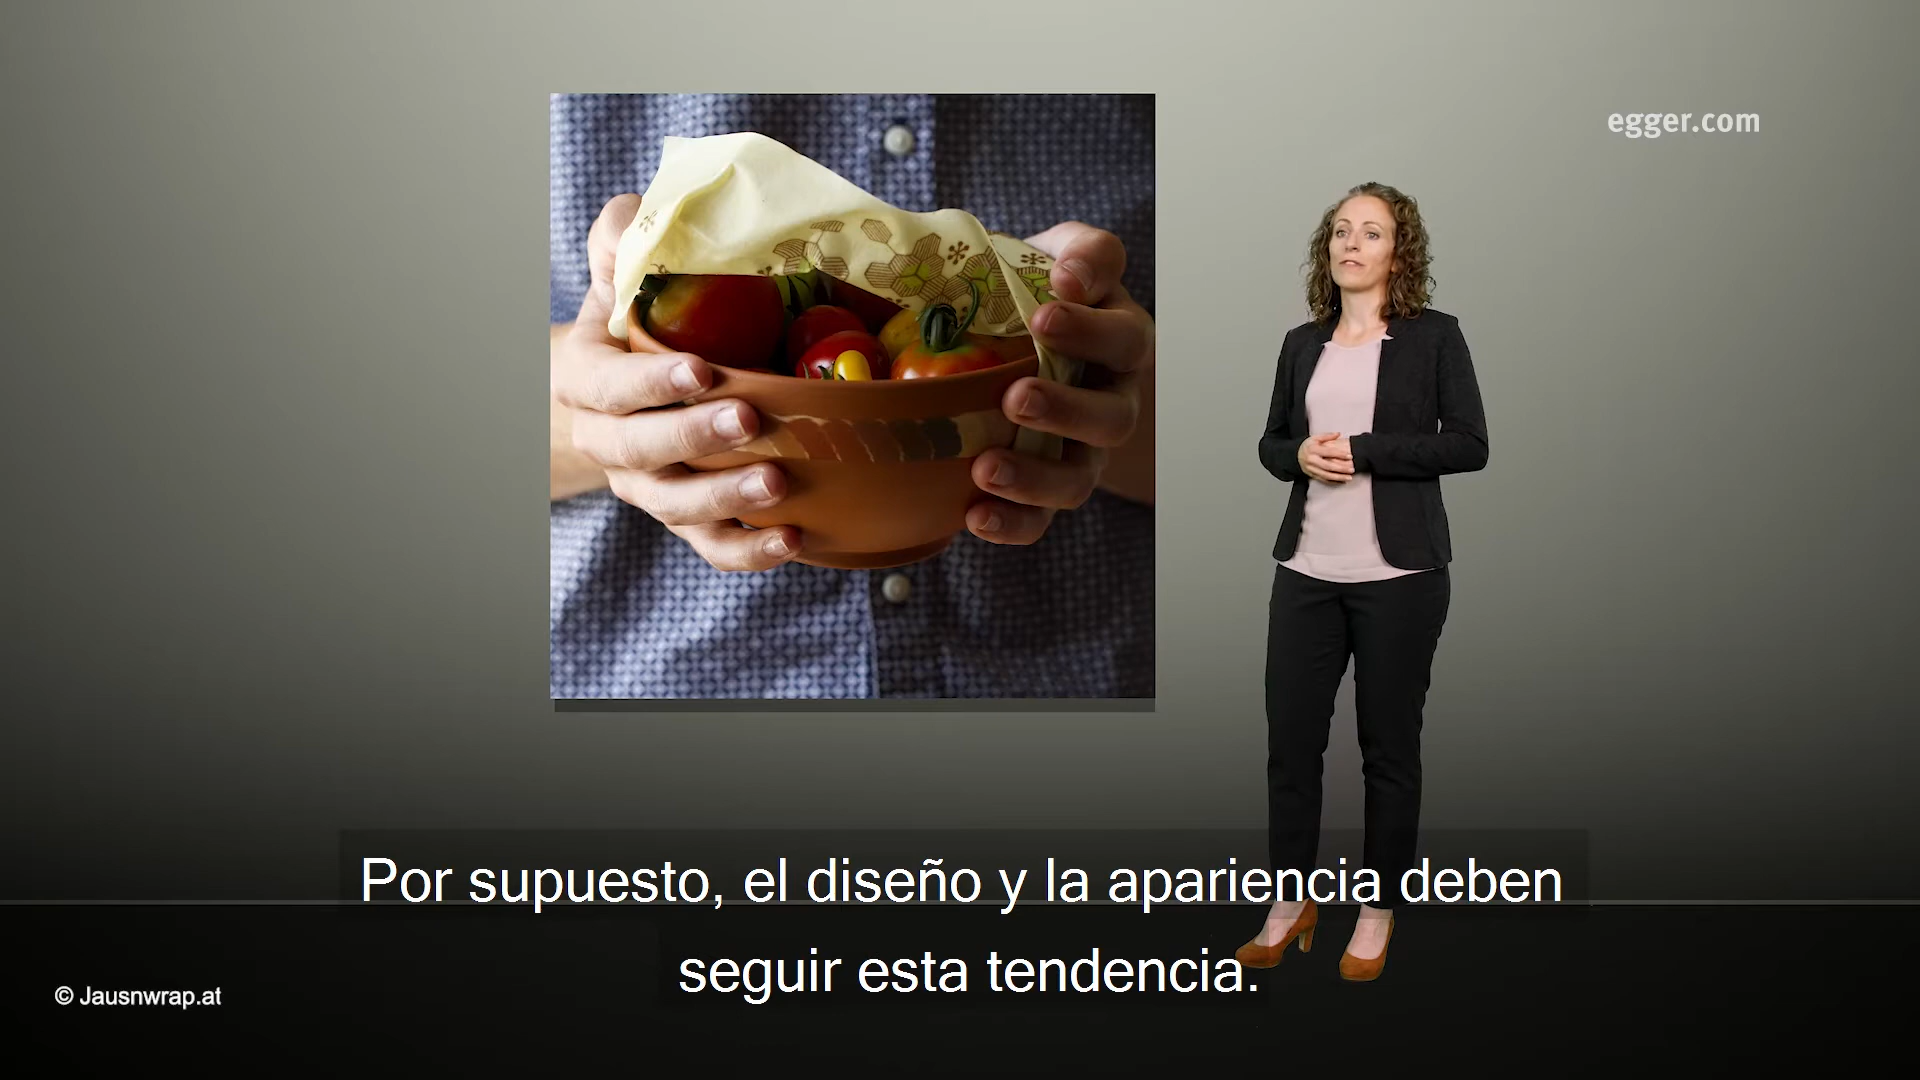 egger.com
Por supuesto, el diseño y la apariencia deben
seguir esta tendencia.
© Jausnwrap.at